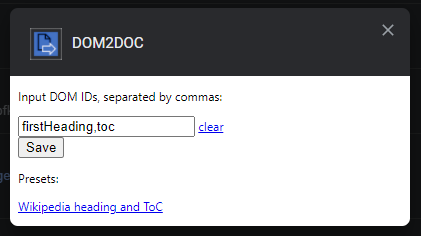 DOM2DOC
Input DOM IDs, separated by commas:
firstHeading,toc clear
Save
Presets:
Wikipedia heading and ToC